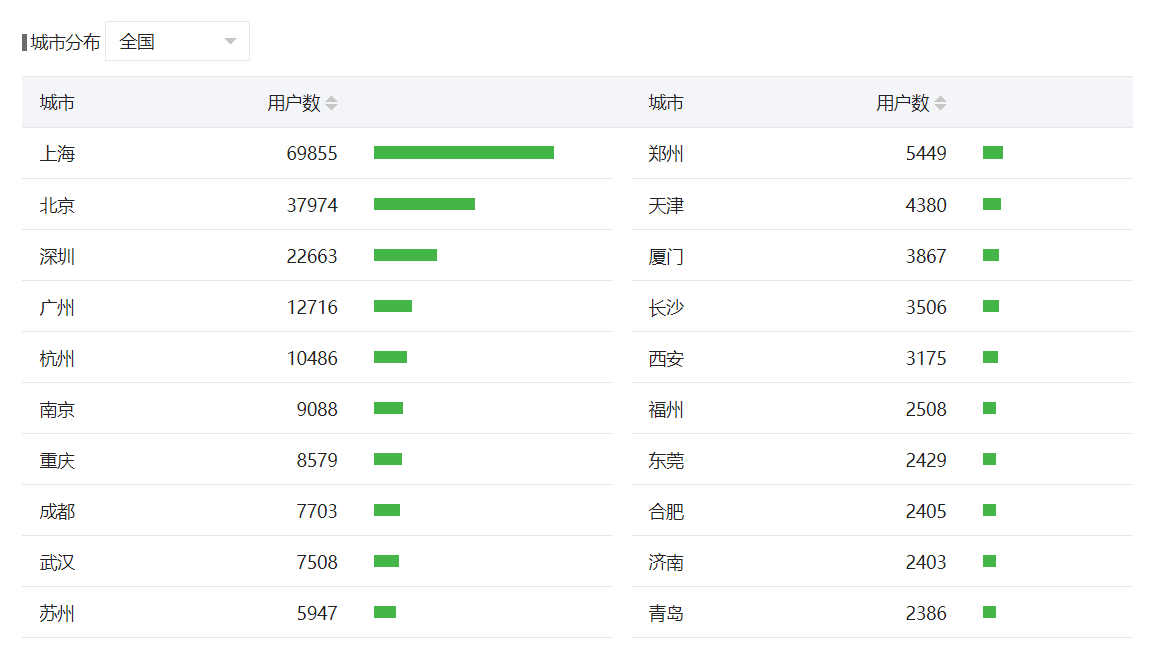 城市分布 全国
城市 用户数 城市 用户数
上海 69855 郑州 5449
北京 37974 天津 4380
深圳 22663 厦门 3867
广州 12716 长沙 3506
杭州 10486 西安 3175
南京 9088 福州 2508
重庆 8579 东莞 2429
成都 7703 合肥 2405
武汉 7508 济南 2403
苏州 5947 青岛 2386